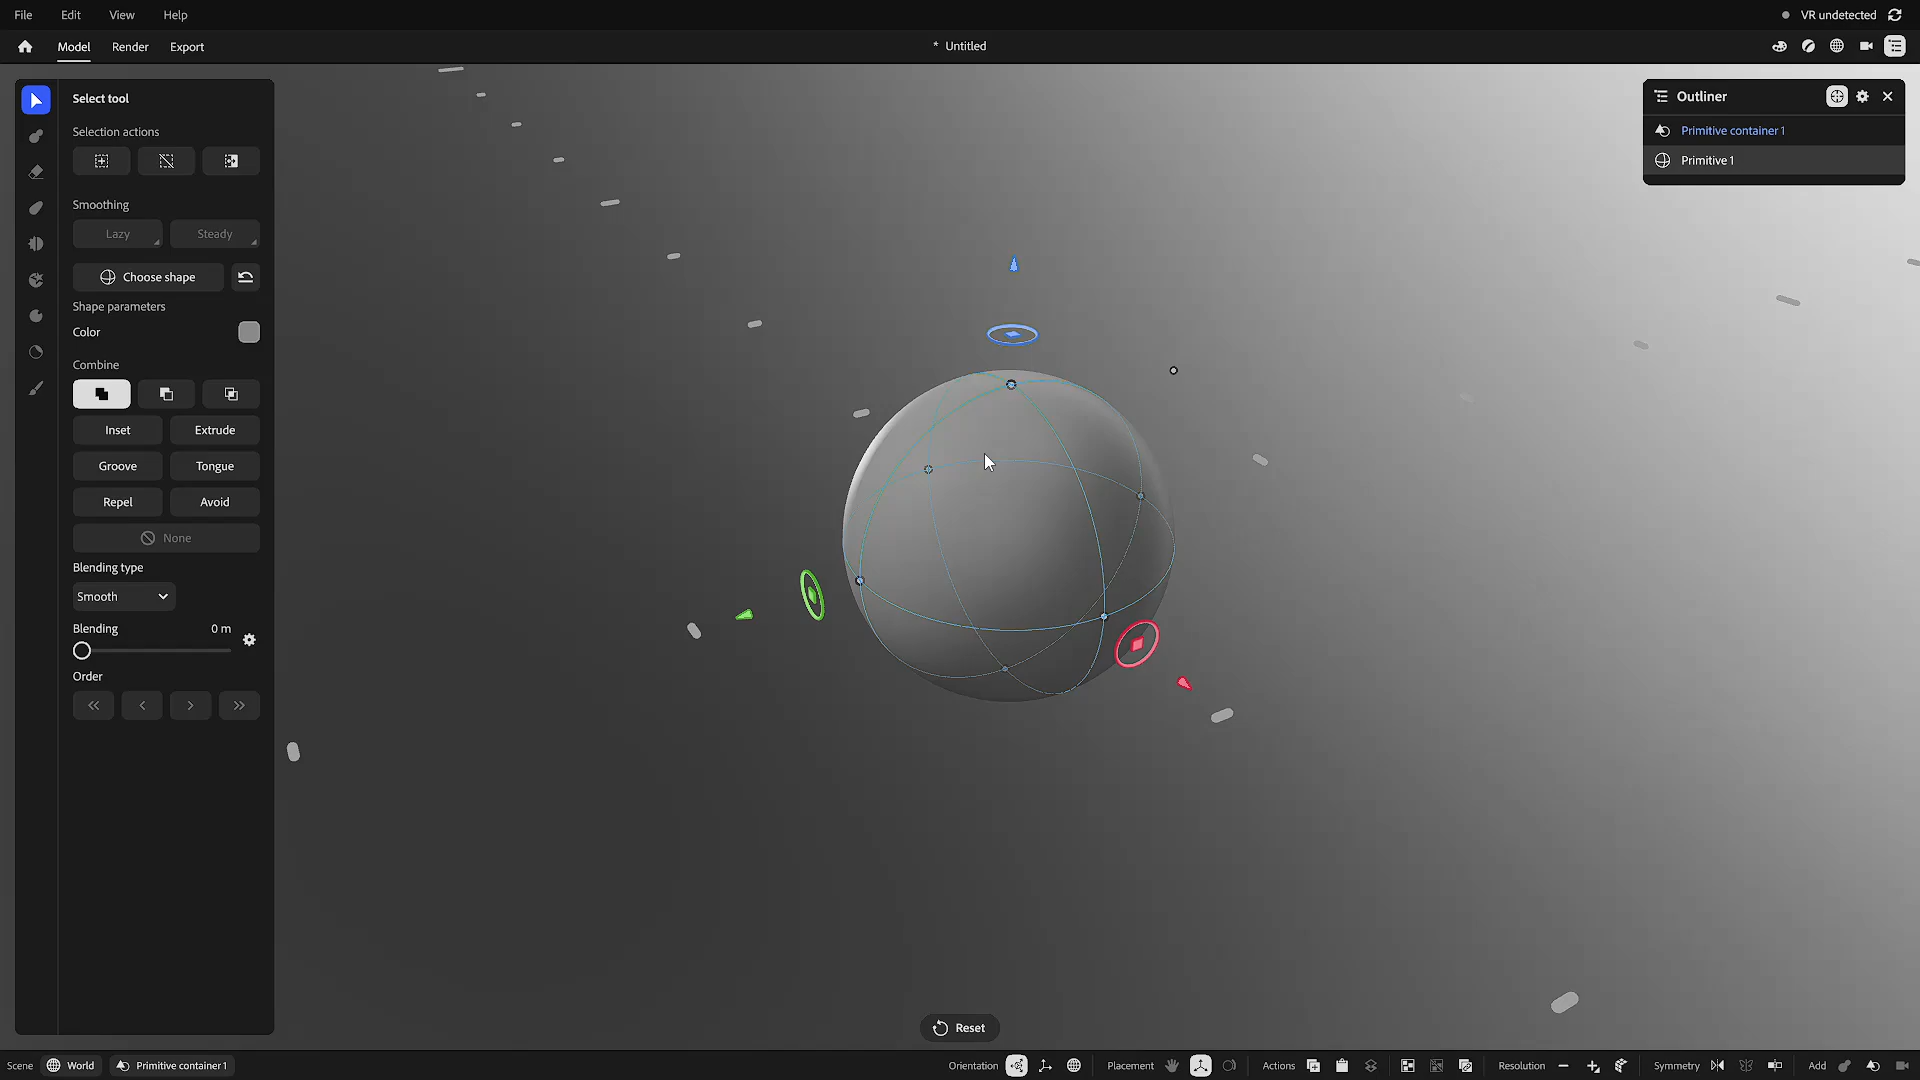 File Edit View Help
VR undetected
Model Render Export
* Untitled
Select tool
Selection actions
Smoothing
Lazy Steady
Choose shape
Shape parameters
Color
Combine
Inset Extrude
Groove Tongue
Repel Avoid
None
Blending type
Smooth
Blending 0 m
Order
Outliner
Primitive container 1
Primitive 1
Reset
Scene World Primitive container 1
Orientation Placement Actions Resolution Symmetry Add